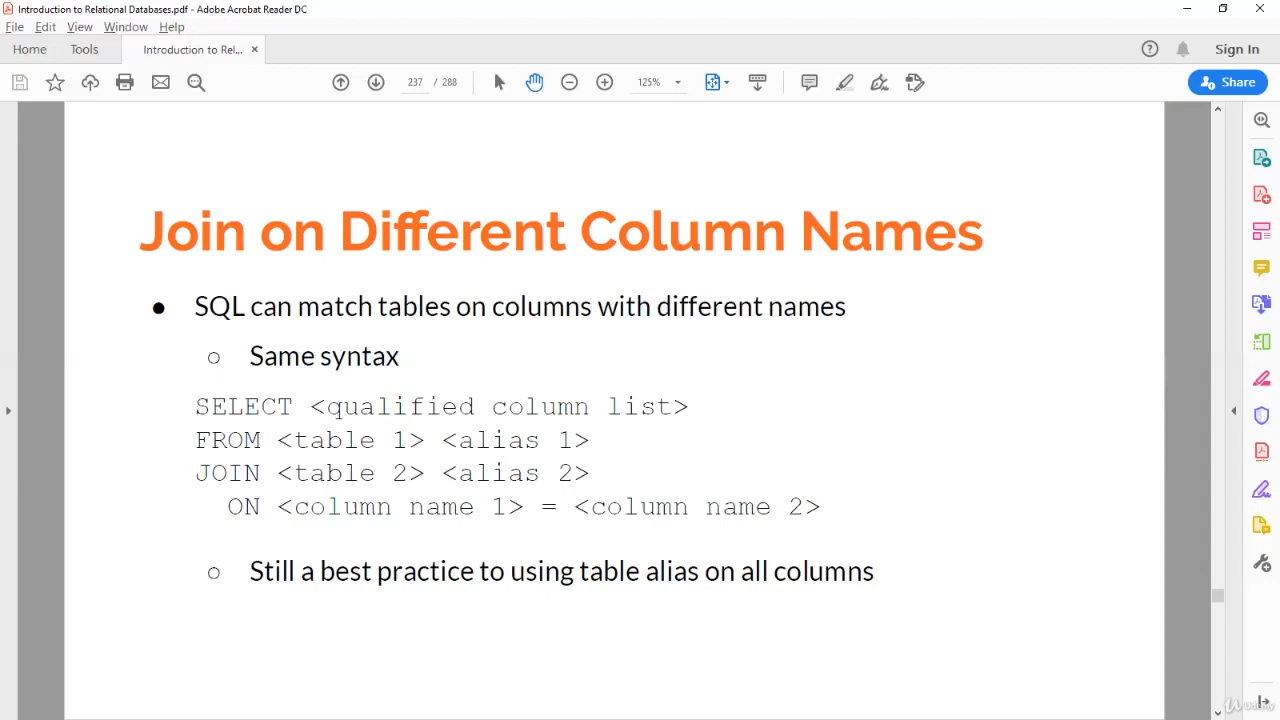 Introduction to Relational Databases.pdf - Adobe Acrobat Reader DC
File Edit View Window Help
Home Tools Introduction to Rel... × Sign In
237 / 288 125% Share
Join on Different Column Names
● SQL can match tables on columns with different names
○ Same syntax
SELECT <qualified column list>
FROM <table 1> <alias 1>
JOIN <table 2> <alias 2>
ON <column name 1> = <column name 2>
○ Still a best practice to using table alias on all columns
Udemy